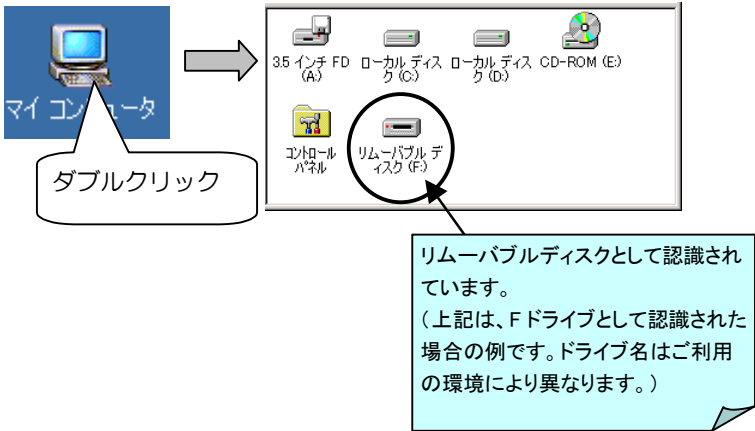 マイ コンピュータ
ダブルクリック
3.5 インチ FD
(A:)
ローカル ディス
ク (C:)
ローカル ディス
ク (D:)
CD-ROM (E:)
コントロール
パネル
リムーバブル デ
ィスク (F:)
リムーバブルディスクとして認識され
ています。
(上記は、F ドライブとして認識された
場合の例です。ドライブ名はご利用
の環境により異なります。)